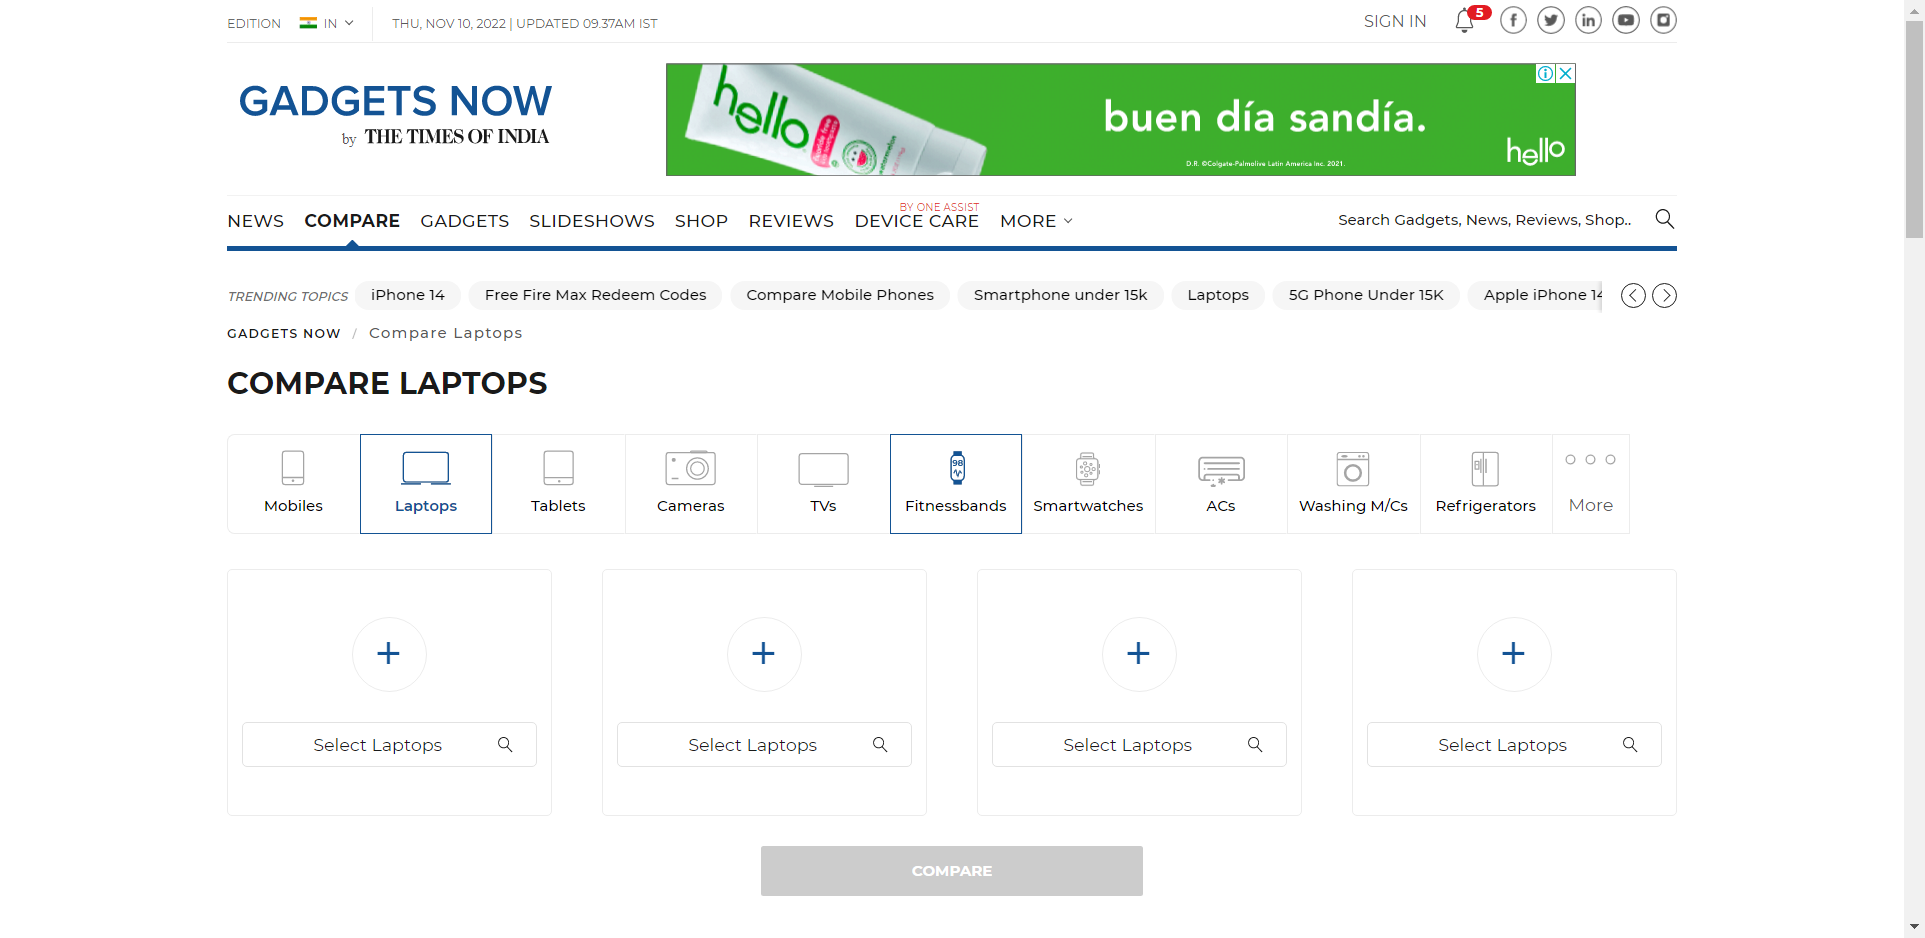 EDITION IN THU, NOV 10, 2022 | UPDATED 09.37AM IST SIGN IN 5
GADGETS NOW
by THE TIMES OF INDIA
hello
buen día sandía.
hello
D.R. ©Colgate-Palmolive Latin America Inc. 2021.
BY ONE ASSIST
NEWS COMPARE GADGETS SLIDESHOWS SHOP REVIEWS DEVICE CARE MORE Search Gadgets, News, Reviews, Shop..
TRENDING TOPICS iPhone 14 Free Fire Max Redeem Codes Compare Mobile Phones Smartphone under 15k Laptops 5G Phone Under 15K Apple iPhone 14
GADGETS NOW / Compare Laptops
COMPARE LAPTOPS
98
Mobiles Laptops Tablets Cameras TVs Fitnessbands Smartwatches ACs Washing M/Cs Refrigerators More
Select Laptops Select Laptops Select Laptops Select Laptops
COMPARE